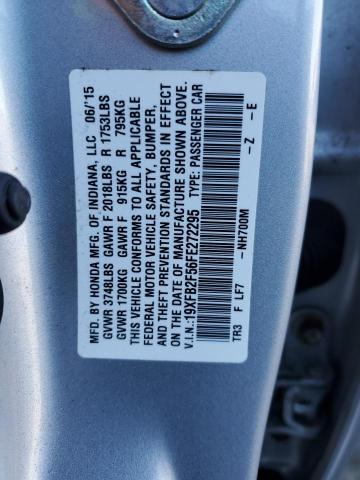 MFD. BY HONDA MFG. OF INDIANA, LLC 06/'15
GVWR 3748LBS GAWR F 2018LBS R 1753LBS
GVWR 1700KG GAWR F 915KG R 795KG
THIS VEHICLE CONFORMS TO ALL APPLICABLE
FEDERAL MOTOR VEHICLE SAFETY, BUMPER,
AND THEFT PREVENTION STANDARDS IN EFFECT
ON THE DATE OF MANUFACTURE SHOWN ABOVE.
V.I.N.:19XFB2F56FE272295 TYPE: PASSENGER CAR
TR3 F LF7 -NH700M -Z -E